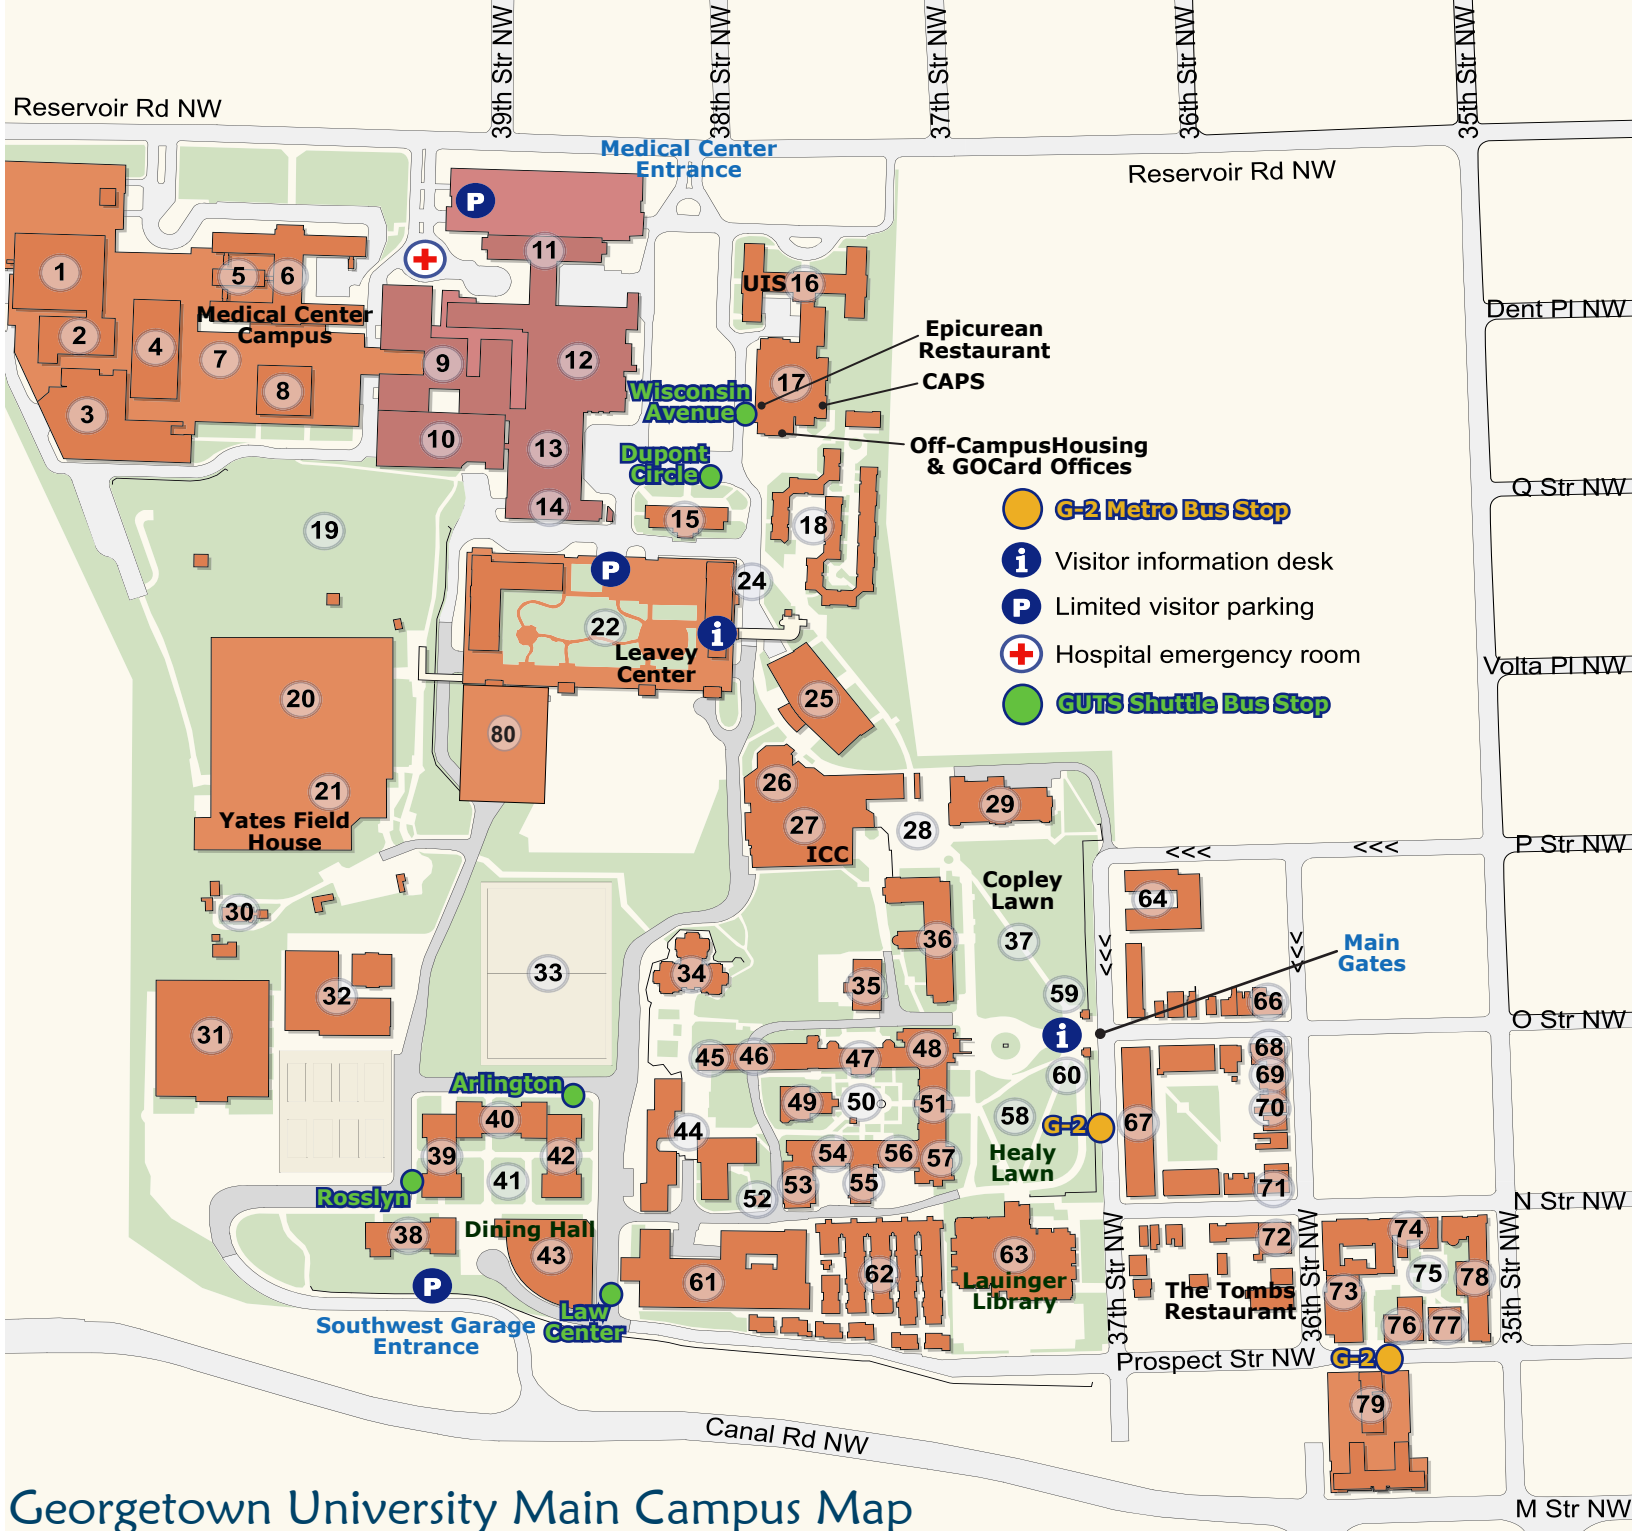 39th Str NW
38th Str NW
37th Str NW
36th Str NW
35th Str NW
Reservoir Rd NW
Medical Center
Entrance
Reservoir Rd NW
P
11
1
5
6
UIS
16
Medical Center
Campus
Dent Pl NW
2
4
7
8
9
12
Epicurean
Restaurant
17
CAPS
Wisconsin
Avenue
3
10
13
Off-CampusHousing
& GOCard Offices
Dupont
Circle
Q Str NW
14
15
18
19
G-2 Metro Bus Stop
i
Visitor information desk
P
Limited visitor parking
Hospital emergency room
GUTS Shuttle Bus Stop
P
24
22
i
Leavey
Center
Volta Pl NW
20
25
80
21
Yates Field
House
26
27
ICC
28
29
P Str NW
<<<
<<<
Copley
Lawn
64
30
36
37
<<<
<<<
Main
Gates
33
34
35
32
59
66
31
i
O Str NW
45
46
47
48
68
60
69
Arlington
49
50
51
58
G-2
67
70
40
44
39
42
54
56
57
Healy
Lawn
41
53
55
52
71
Rosslyn
N Str NW
38
Dining Hall
43
61
62
63
Lauinger
Library
72
74
75
78
73
The Tombs
Restaurant
76
77
37th Str NW
36th Str NW
35th Str NW
P
Law
Center
Southwest Garage
Entrance
Prospect Str NW
G-2
79
Canal Rd NW
M Str NW
Georgetown University Main Campus Map